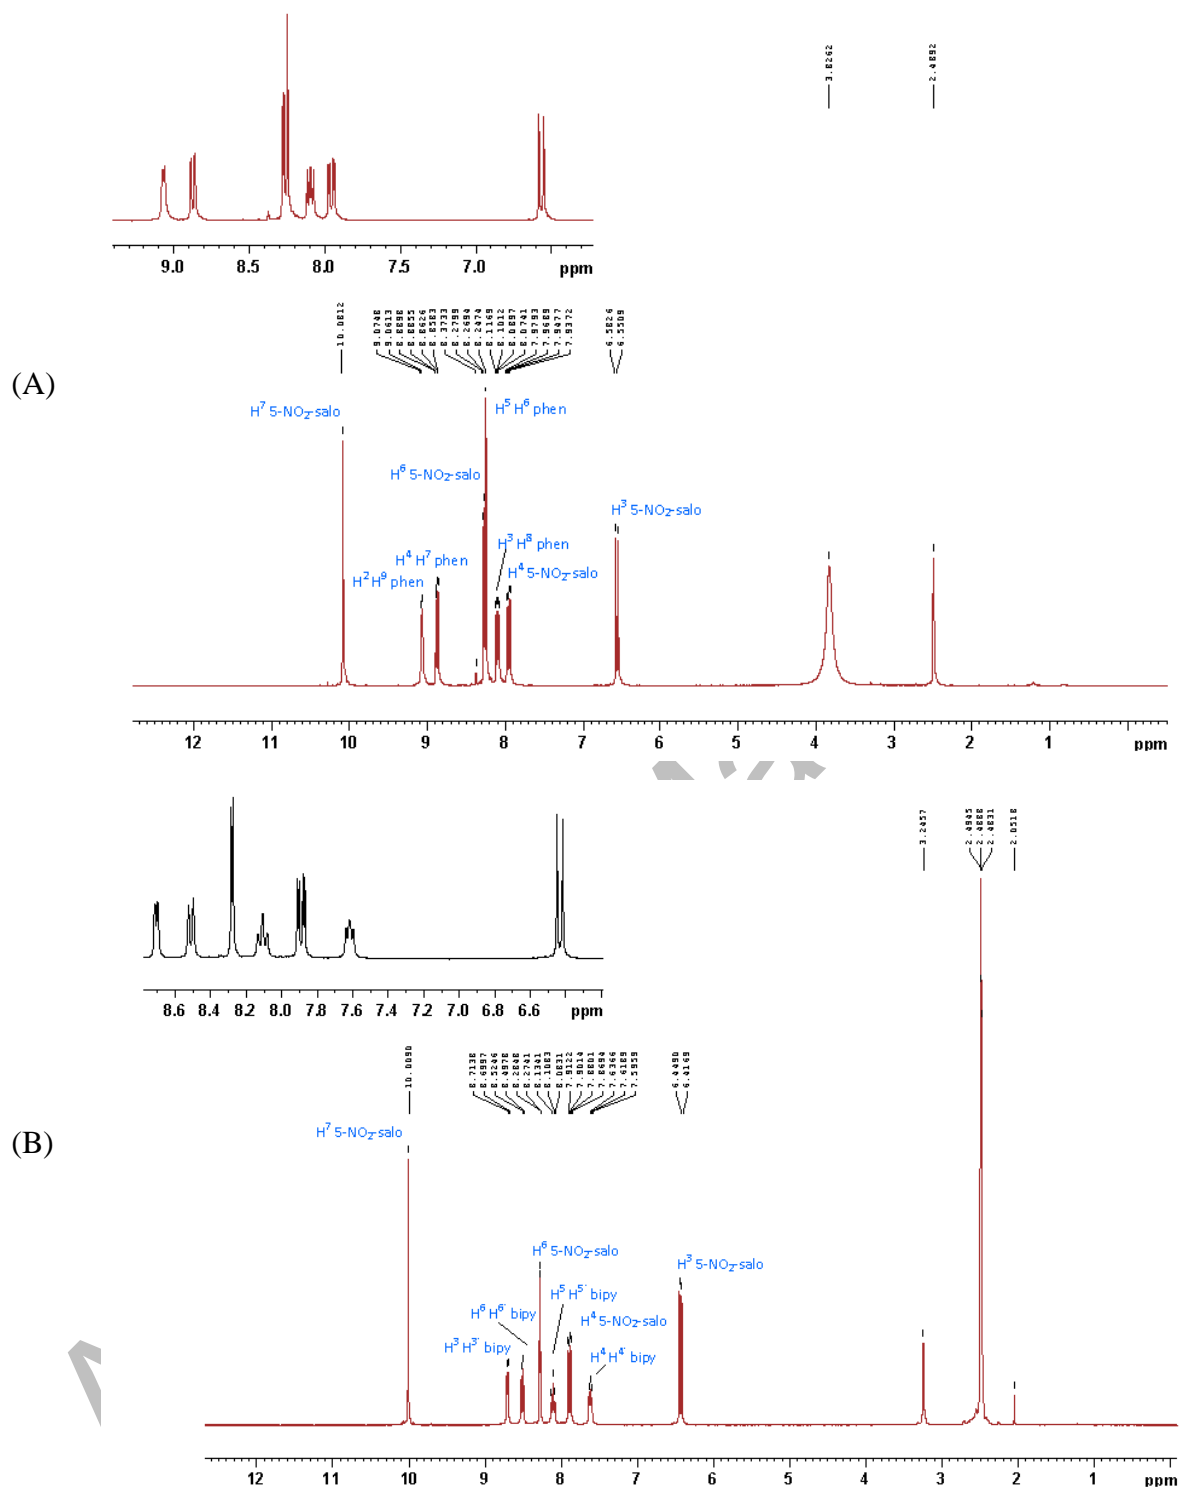 3.8262
2.4892
9.0 8.5 8.0 7.5 7.0 ppm
10.0812
9.0748
9.0613
8.8898
8.8855
8.8626
8.8583
8.3733
8.2799
8.2694
8.2474
8.1169
8.1012
8.0897
8.0741
7.9793
7.9689
7.9477
7.9372
6.5826
6.5509
(A)
H7 5-NO2-salo
H5 H6 phen
H6 5-NO2-salo
H3 5-NO2-salo
H3 H8 phen
H4 H7 phen
H4 5-NO2-salo
H2 H9 phen
12 11 10 9 8 7 6 5 4 3 2 1 ppm
3.2457
2.4945
2.4888
2.4831
2.0518
8.6 8.4 8.2 8.0 7.8 7.6 7.4 7.2 7.0 6.8 6.6 ppm
10.0090
8.7138
8.6997
8.5246
8.4978
8.2848
8.2741
8.1341
8.1083
8.0831
7.9122
7.9014
7.8801
7.8694
7.6366
7.6189
7.5959
6.4490
6.4169
(B)
H7 5-NO2-salo
H6 5-NO2-salo
H3 5-NO2-salo
H5 H5' bipy
H6 H6' bipy
H4 5-NO2-salo
H3 H3' bipy
H4 H4' bipy
12 11 10 9 8 7 6 5 4 3 2 1 ppm